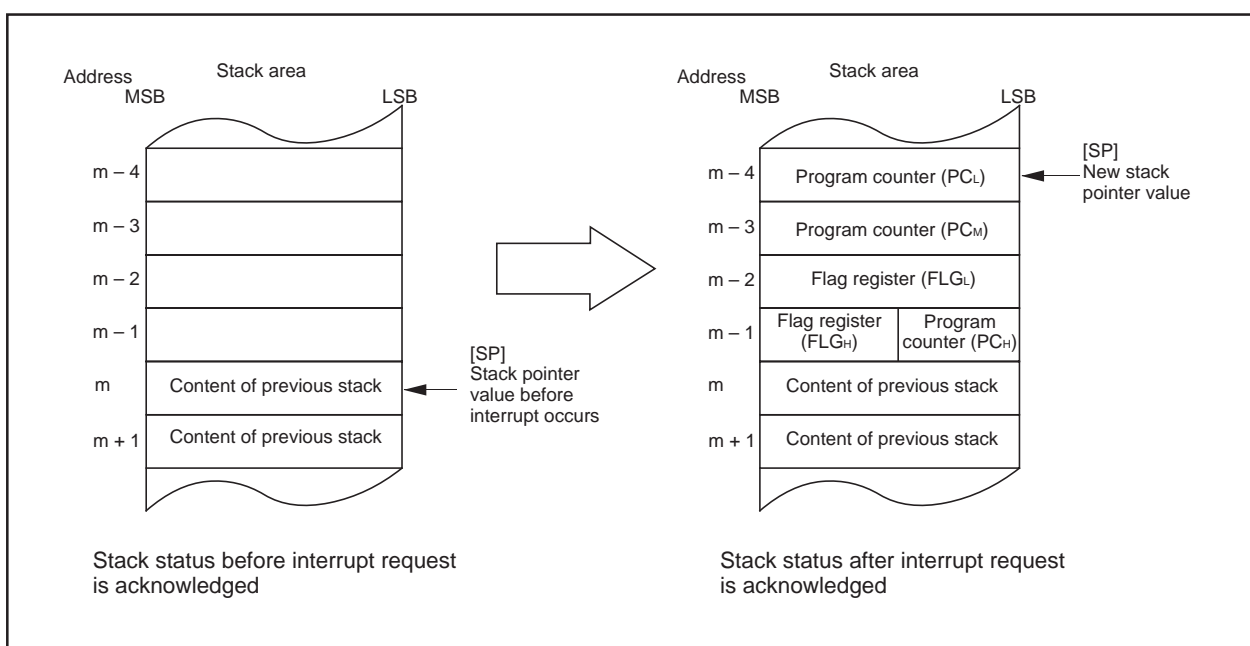 Address
Stack area
MSB
LSB
m – 4
m – 3
m – 2
m – 1
m
Content of previous stack
m + 1
Content of previous stack
[SP]
Stack pointer
value before
interrupt occurs
Stack status before interrupt request
is acknowledged
Address
Stack area
MSB
LSB
m – 4
Program counter (PCL)
[SP]
New stack
pointer value
m – 3
Program counter (PCM)
m – 2
Flag register (FLGL)
m – 1
Flag register
(FLGH)
Program
counter (PCH)
m
Content of previous stack
m + 1
Content of previous stack
Stack status after interrupt request
is acknowledged